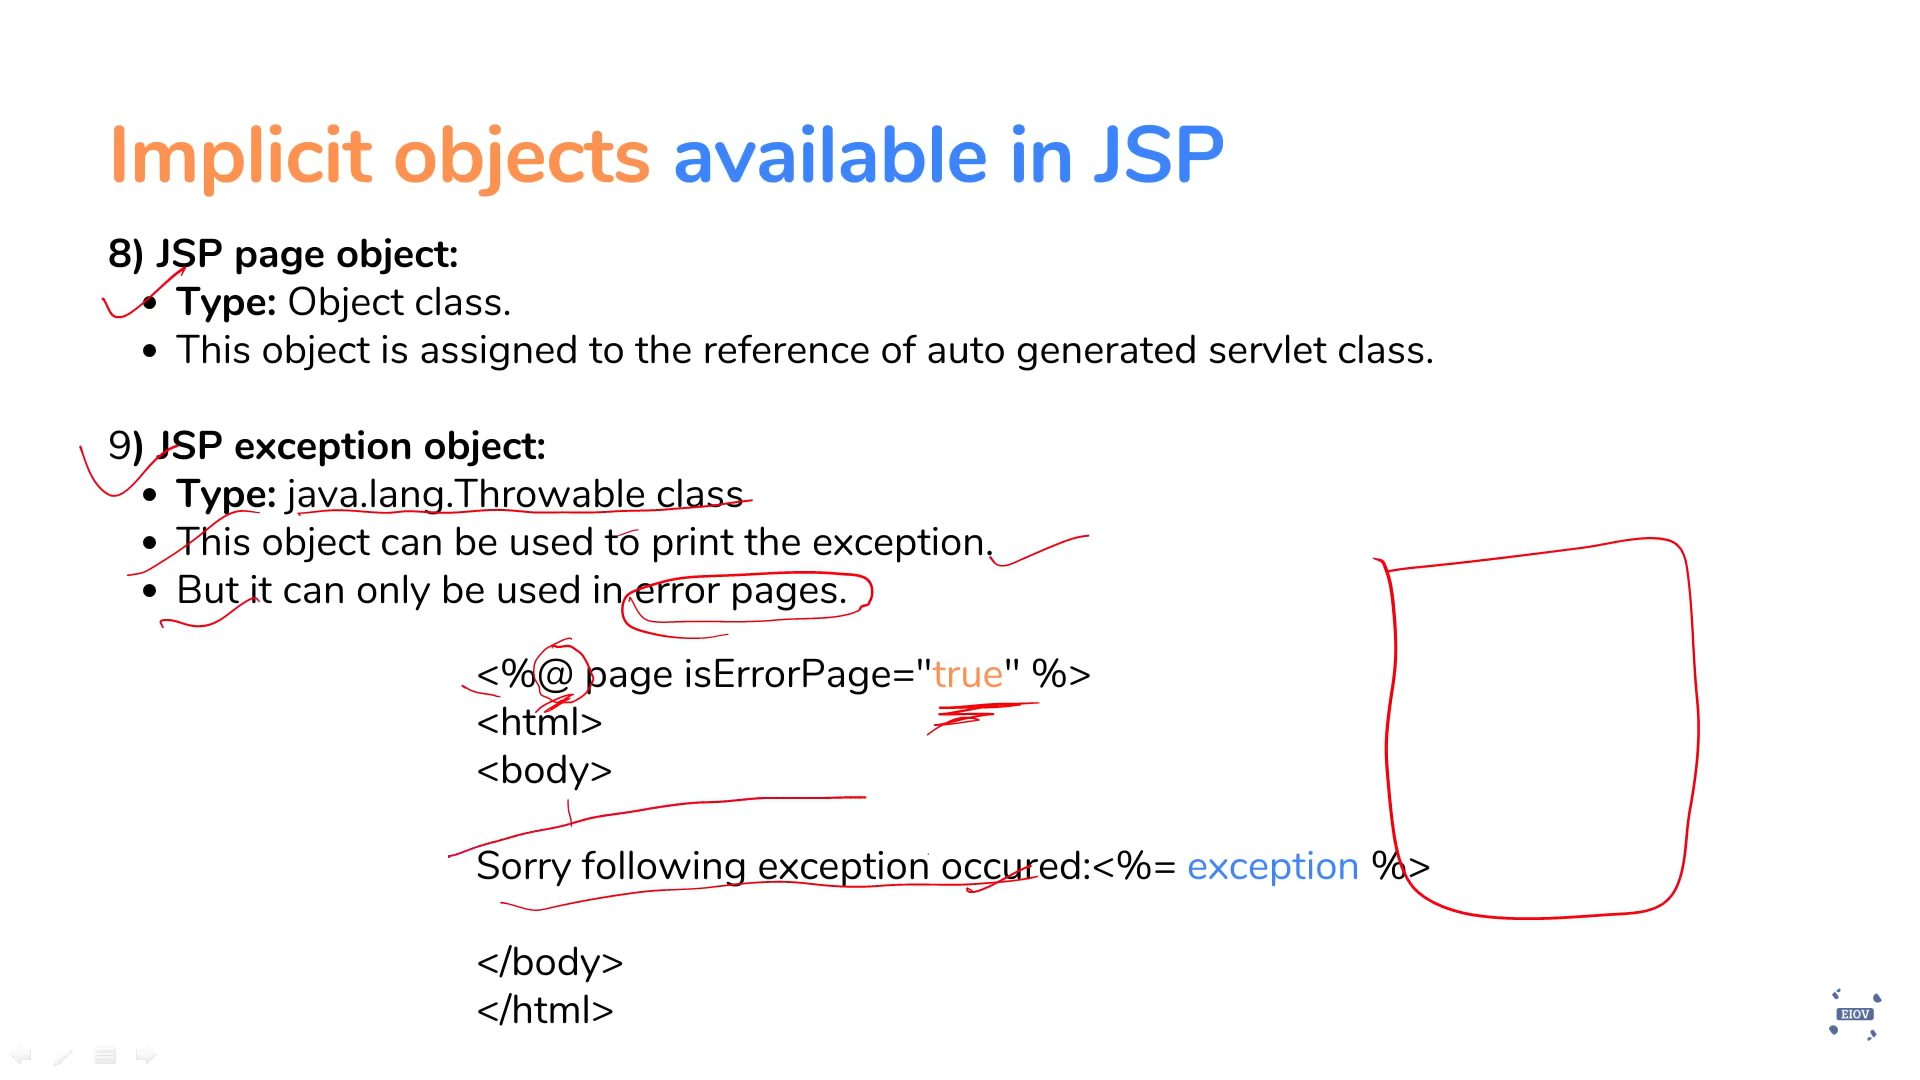 Implicit objects available in JSP
8) JSP page object:
• Type: Object class.
• This object is assigned to the reference of auto generated servlet class.
9) JSP exception object:
• Type: java.lang.Throwable class
• This object can be used to print the exception.
• But it can only be used in error pages.
<%@ page isErrorPage="true" %>
<html>
<body>
Sorry following exception occured:<%= exception %>
</body>
</html>
EIOV